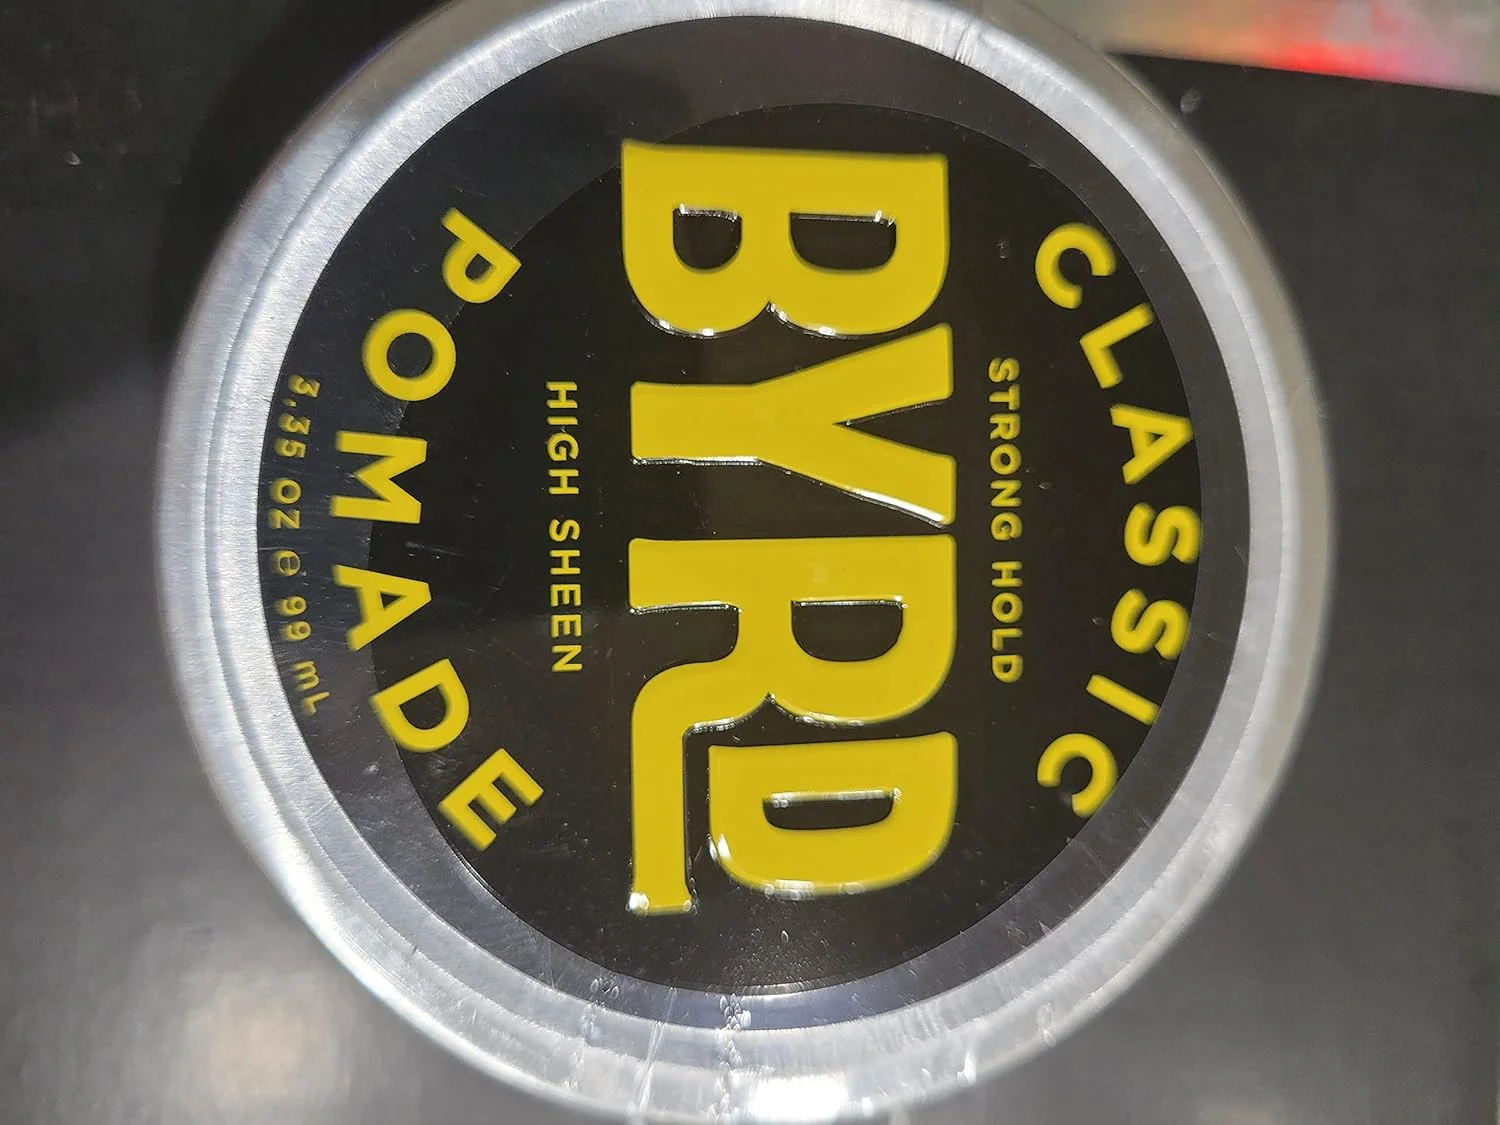 CLASSIC
STRONG HOLD
BYRD
HIGH SHEEN
POMADE
3.35 OZ ℮ 99 mL